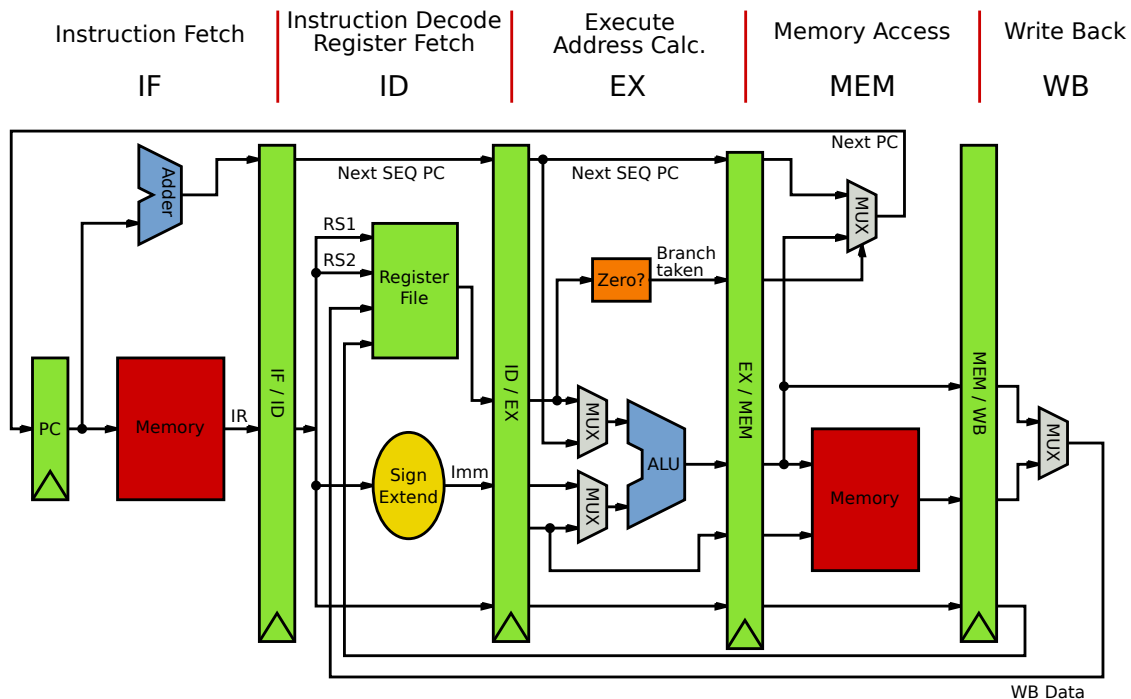 Instruction Fetch
IF
Instruction Decode
Register Fetch
ID
Execute
Address Calc.
EX
Memory Access
MEM
Write Back
WB
Next PC
Adder
Next SEQ PC
Next SEQ PC
MUX
RS1
RS2
Register
File
Branch
taken
Zero?
PC
Memory
IR
IF / ID
Sign
Extend
Imm
ID / EX
MUX
MUX
ALU
EX / MEM
Memory
MEM / WB
MUX
WB Data